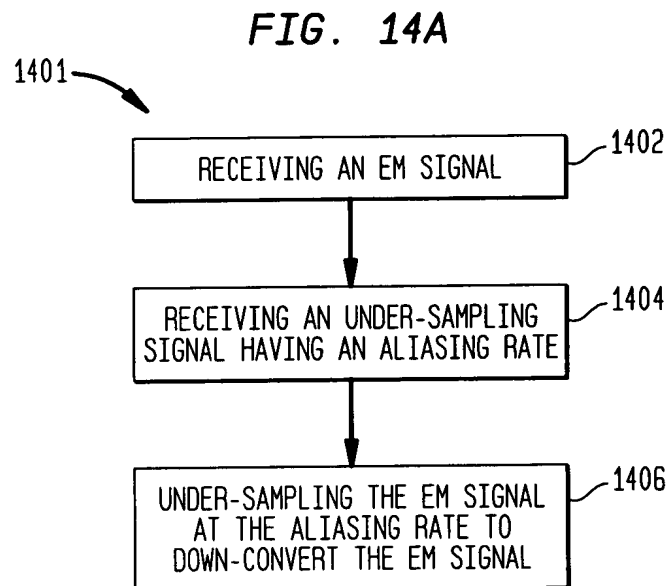 FIG. 14A
1401
RECEIVING AN EM SIGNAL
1402
RECEIVING AN UNDER-SAMPLING
SIGNAL HAVING AN ALIASING RATE
1404
UNDER-SAMPLING THE EM SIGNAL
AT THE ALIASING RATE TO
DOWN-CONVERT THE EM SIGNAL
1406